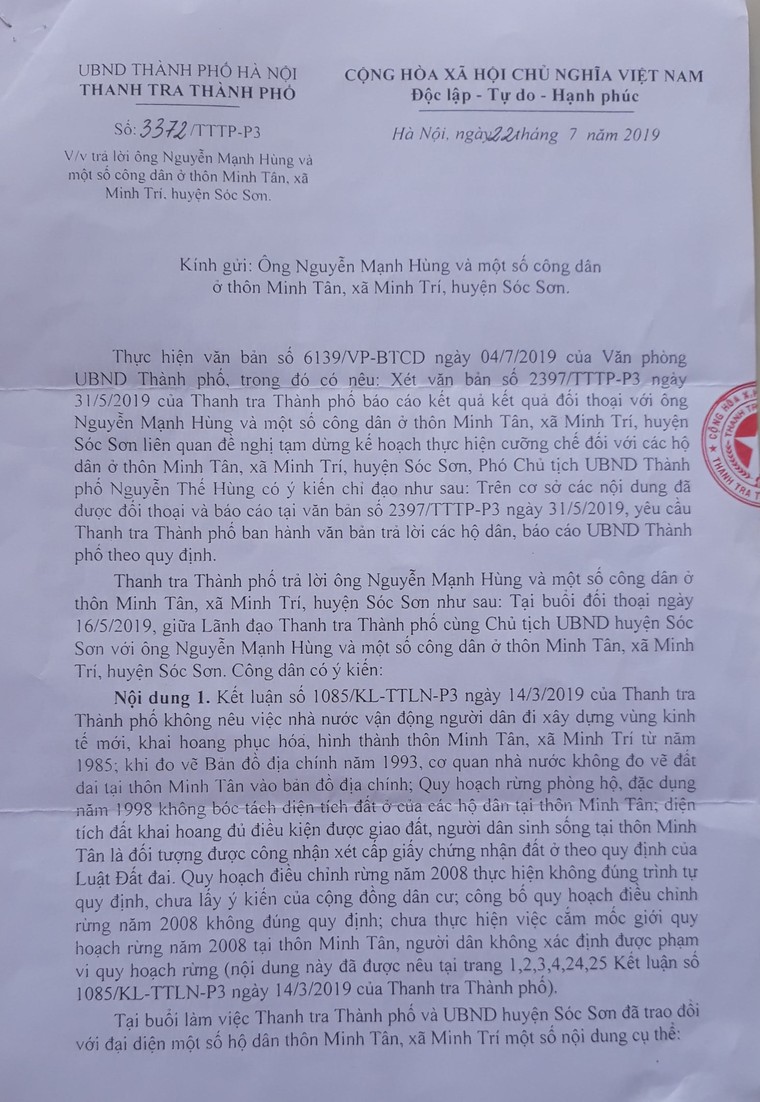 UBND THÀNH PHỐ HÀ NỘI
THANH TRA THÀNH PHỐ
CỘNG HÒA XÃ HỘI CHỦ NGHĨA VIỆT NAM
Độc lập - Tự do - Hạnh phúc
Số: 3372/TTTP-P3
Hà Nội, ngày 22 tháng 7 năm 2019
V/v trả lời ông Nguyễn Mạnh Hùng và
một số công dân ở thôn Minh Tân, xã
Minh Trí, huyện Sóc Sơn.
Kính gửi: Ông Nguyễn Mạnh Hùng và một số công dân
ở thôn Minh Tân, xã Minh Trí, huyện Sóc Sơn.
Thực hiện văn bản số 6139/VP-BTCD ngày 04/7/2019 của Văn phòng
UBND Thành phố, trong đó có nêu: Xét văn bản số 2397/TTTP-P3 ngày
31/5/2019 của Thanh tra Thành phố báo cáo kết quả kết quả đối thoại với ông
Nguyễn Mạnh Hùng và một số công dân ở thôn Minh Tân, xã Minh Trí, huyện
Sóc Sơn liên quan đề nghị tạm dừng kế hoạch thực hiện cưỡng chế đối với các hộ
dân ở thôn Minh Tân, xã Minh Trí, huyện Sóc Sơn, Phó Chủ tịch UBND Thành
phố Nguyễn Thế Hùng có ý kiến chỉ đạo như sau: Trên cơ sở các nội dung đã
được đối thoại và báo cáo tại văn bản số 2397/TTTP-P3 ngày 31/5/2019, yêu cầu
Thanh tra Thành phố ban hành văn bản trả lời các hộ dân, báo cáo UBND Thành
phố theo quy định.
Thanh tra Thành phố trả lời ông Nguyễn Mạnh Hùng và một số công dân ở
thôn Minh Tân, xã Minh Trí, huyện Sóc Sơn như sau: Tại buổi đối thoại ngày
16/5/2019, giữa Lãnh đạo Thanh tra Thành phố cùng Chủ tịch UBND huyện Sóc
Sơn với ông Nguyễn Mạnh Hùng và một số công dân ở thôn Minh Tân, xã Minh
Trí, huyện Sóc Sơn. Công dân có ý kiến:
Nội dung 1. Kết luận số 1085/KL-TTLN-P3 ngày 14/3/2019 của Thanh tra
Thành phố không nêu việc nhà nước vận động người dân đi xây dựng vùng kinh
tế mới, khai hoang phục hóa, hình thành thôn Minh Tân, xã Minh Trí từ năm
1985; khi đo vẽ Bản đồ địa chính năm 1993, cơ quan nhà nước không đo vẽ đất
đai tại thôn Minh Tân vào bản đồ địa chính; Quy hoạch rừng phòng hộ, đặc dụng
năm 1998 không bóc tách diện tích đất ở của các hộ dân tại thôn Minh Tân; diện
tích đất khai hoang đủ điều kiện được giao đất, người dân sinh sống tại thôn Minh
Tân là đối tượng được công nhận xét cấp giấy chứng nhận đất ở theo quy định của
Luật Đất đai. Quy hoạch điều chỉnh rừng năm 2008 thực hiện không đúng trình tự
quy định, chưa lấy ý kiến của cộng đồng dân cư; công bố quy hoạch điều chỉnh
rừng năm 2008 không đúng quy định; chưa thực hiện việc cắm mốc giới quy
hoạch rừng năm 2008 tại thôn Minh Tân, người dân không xác định được phạm
vi quy hoạch rừng (nội dung này đã được nêu tại trang 1,2,3,4,24,25 Kết luận số
1085/KL-TTLN-P3 ngày 14/3/2019 của Thanh tra Thành phố).
Tại buổi làm việc Thanh tra Thành phố và UBND huyện Sóc Sơn đã trao đổi
với đại diện một số hộ dân thôn Minh Tân, xã Minh Trí một số nội dung cụ thể: